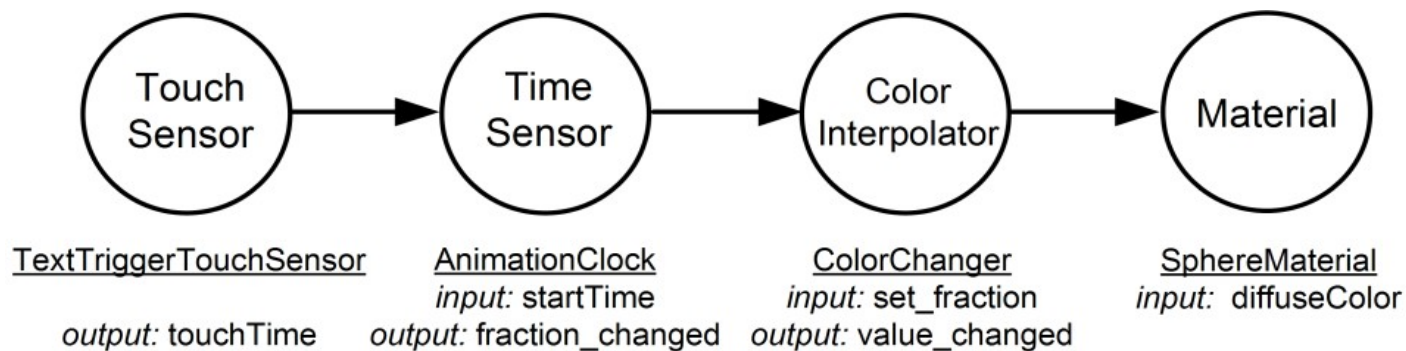 Touch
Sensor
Time
Sensor
Color
Interpolator
Material
TextTriggerTouchSensor
output: touchTime
AnimationClock
input: startTime
output: fraction_changed
ColorChanger
input: set_fraction
output: value_changed
SphereMaterial
input: diffuseColor